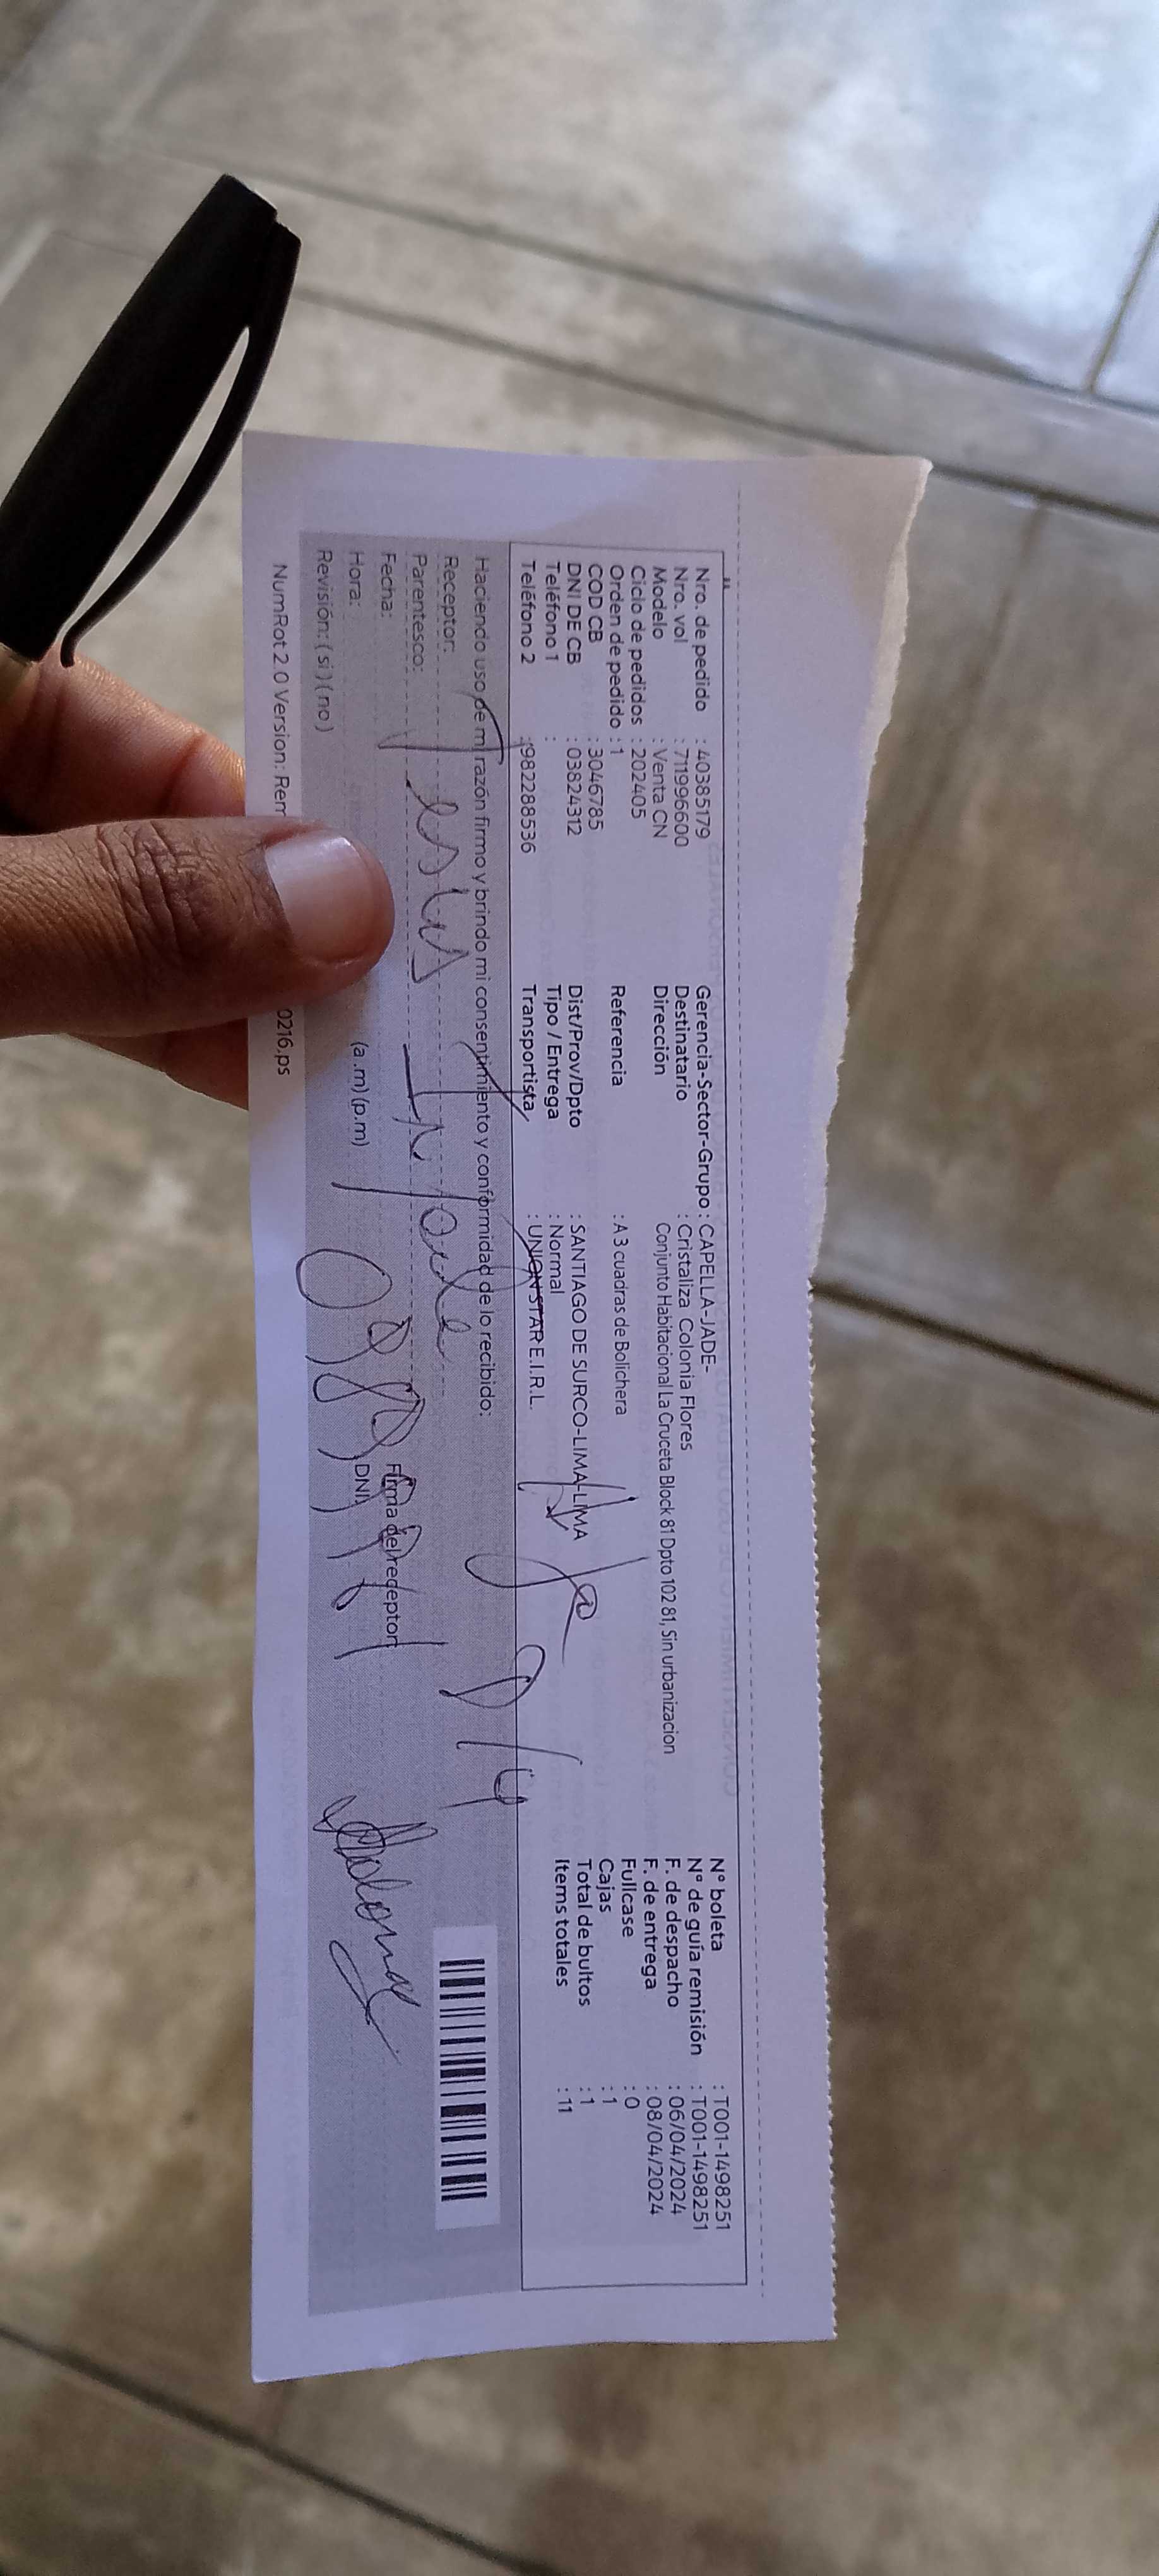 Nro. de pedido : 40385179
Nro. vol : 711996600
Modelo : Venta CN
Ciclo de pedidos : 202405
Orden de pedido : 1
COD CB : 3046785
DNI DE CB : 03824312
Teléfono 1 :
Teléfono 2 : 982288536
Gerencia-Sector-Grupo : CAPELLA-JADE-
Destinatario : Cristaliza Colonia Flores
Dirección Conjunto Habitacional La Cruceta Block 81 Dpto 102 81, Sin urbanizacion
Referencia : A 3 cuadras de Bolichera
Dist/Prov/Dpto : SANTIAGO DE SURCO-LIMA-LIMA
Tipo / Entrega : Normal
Transportista : UNION STAR E.I.R.L.
N° boleta : T001-1498251
N° de guía remisión : T001-1498251
F. de despacho : 06/04/2024
F. de entrega : 08/04/2024
Fullcase : 0
Cajas : 1
Total de bultos : 1
Items totales : 11
Haciendo uso de mi razón firmo y brindo mi consentimiento y conformidad de lo recibido:
Receptor:
Parentesco:
Fecha:
Hora: (a.m) (p.m)
Revisión: (si) (no)
Jesus
Firma del receptor
DNI
NumRot 2.0 Version: Rem
0216.ps